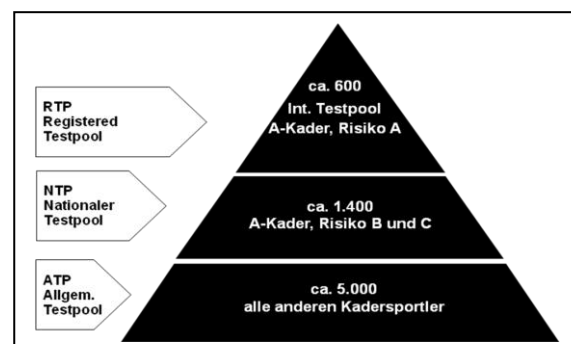 RTP
Registered
Testpool
ca. 600
Int. Testpool
A-Kader, Risiko A
NTP
Nationaler
Testpool
ca. 1.400
A-Kader, Risiko B und C
ATP
Allgem.
Testpool
ca. 5.000
alle anderen Kadersportler